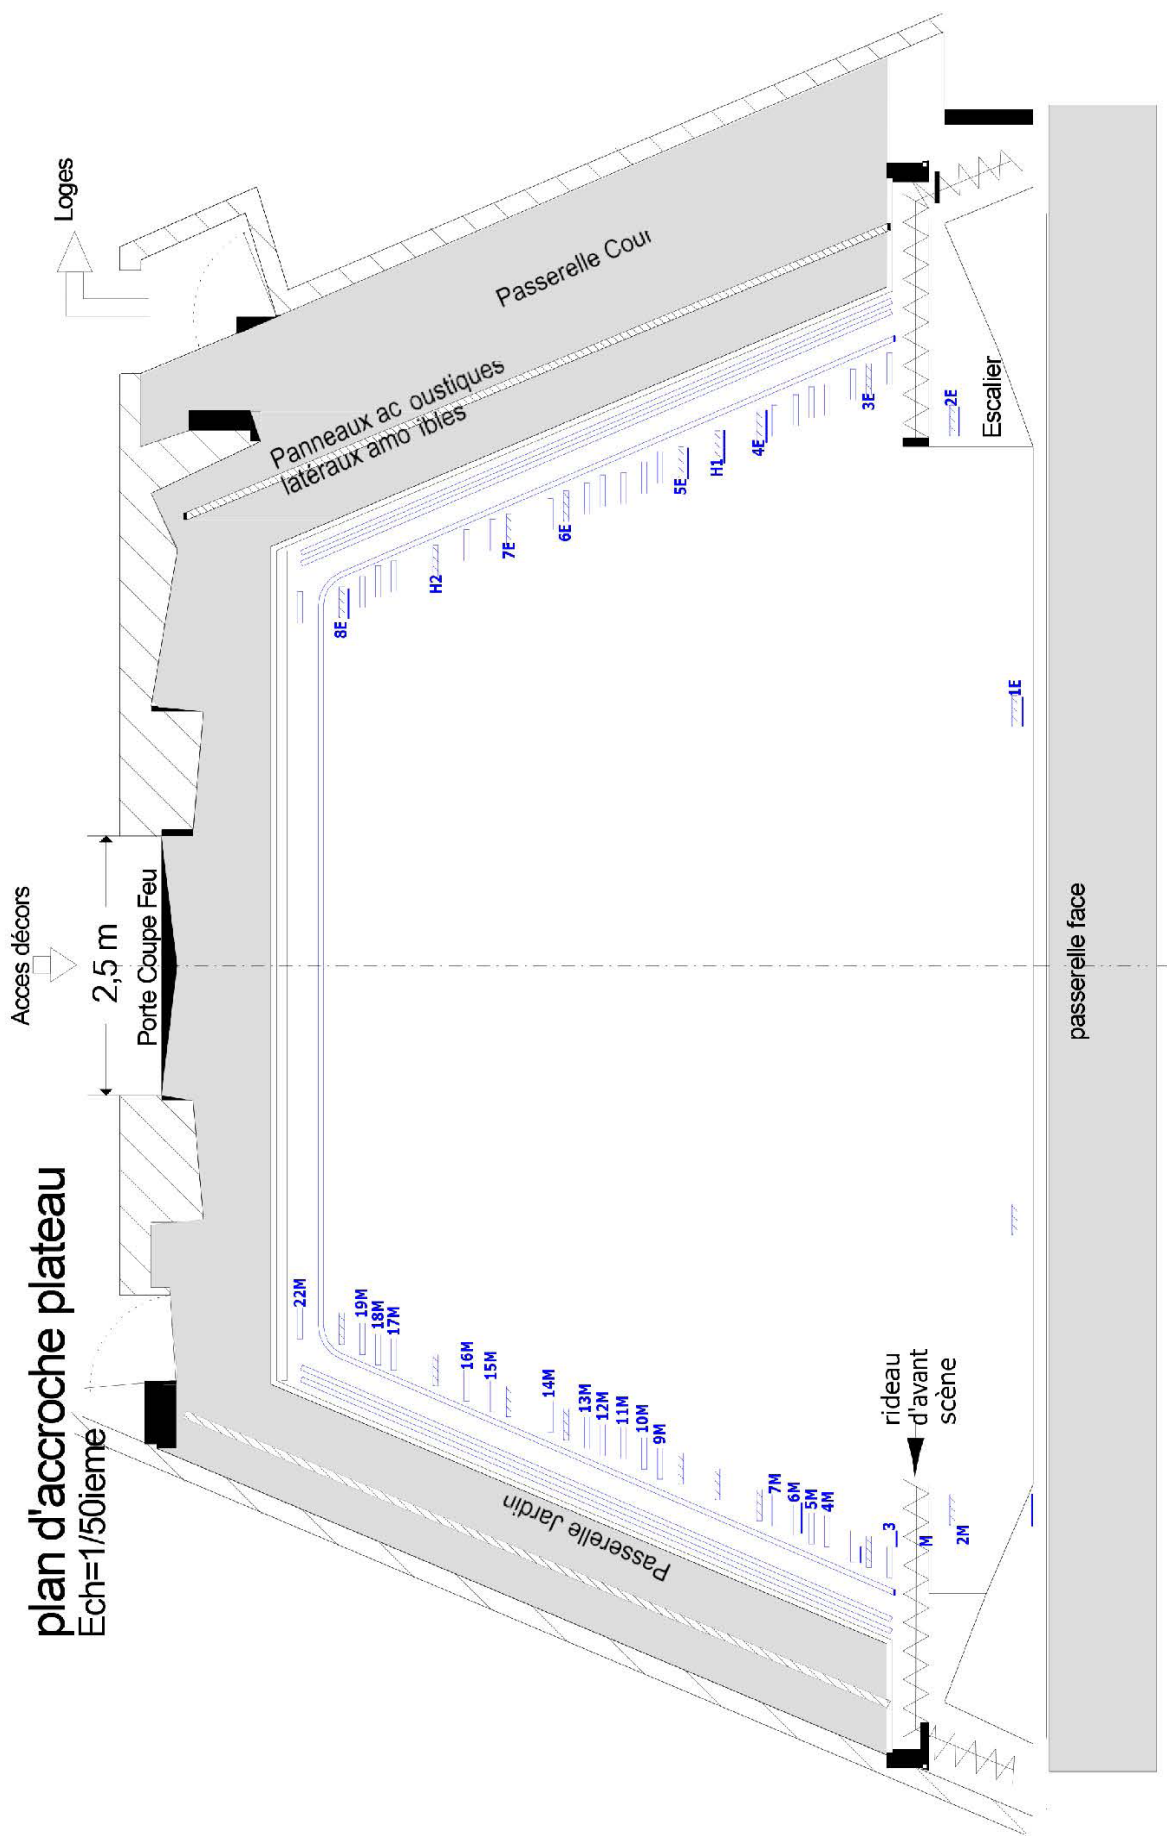 plan d'accroche plateau
Ech=1/50ieme
Acces décors
2,5 m
Porte Coupe Feu
Loges
Passerelle Cour
Panneaux ac oustiques
latéraux amo ibles
Passerelle Jardin
22M
19M
18M
17M
16M
15M
14M
13M
12M
11M
10M
9M
7M
6M
5M
4M
3
M
2M
8E
H2
7E
6E
5E
H1
4E
3E
2E
1E
Escalier
rideau
d'avant
scène
passerelle face